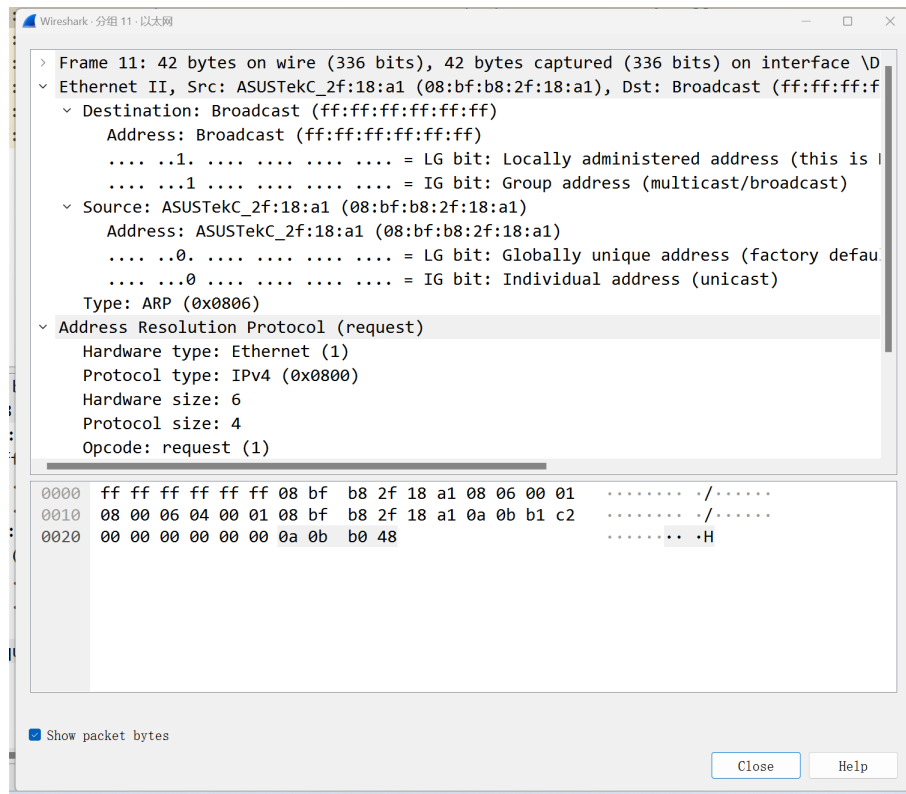 Wireshark · 分组 11 · 以太网
Frame 11: 42 bytes on wire (336 bits), 42 bytes captured (336 bits) on interface \D
Ethernet II, Src: ASUSTekC_2f:18:a1 (08:bf:b8:2f:18:a1), Dst: Broadcast (ff:ff:ff:f
Destination: Broadcast (ff:ff:ff:ff:ff:ff)
Address: Broadcast (ff:ff:ff:ff:ff:ff)
.... ..1. .... .... .... .... = LG bit: Locally administered address (this is
.... ...1 .... .... .... .... = IG bit: Group address (multicast/broadcast)
Source: ASUSTekC_2f:18:a1 (08:bf:b8:2f:18:a1)
Address: ASUSTekC_2f:18:a1 (08:bf:b8:2f:18:a1)
.... ..0. .... .... .... .... = LG bit: Globally unique address (factory defau
.... ...0 .... .... .... .... = IG bit: Individual address (unicast)
Type: ARP (0x0806)
Address Resolution Protocol (request)
Hardware type: Ethernet (1)
Protocol type: IPv4 (0x0800)
Hardware size: 6
Protocol size: 4
Opcode: request (1)
0000 ff ff ff ff ff ff 08 bf b8 2f 18 a1 08 06 00 01 ········ ·/······
0010 08 00 06 04 00 01 08 bf b8 2f 18 a1 0a 0b b1 c2 ········ ·/······
0020 00 00 00 00 00 00 0a 0b b0 48 ········ ·H
Show packet bytes
Close Help